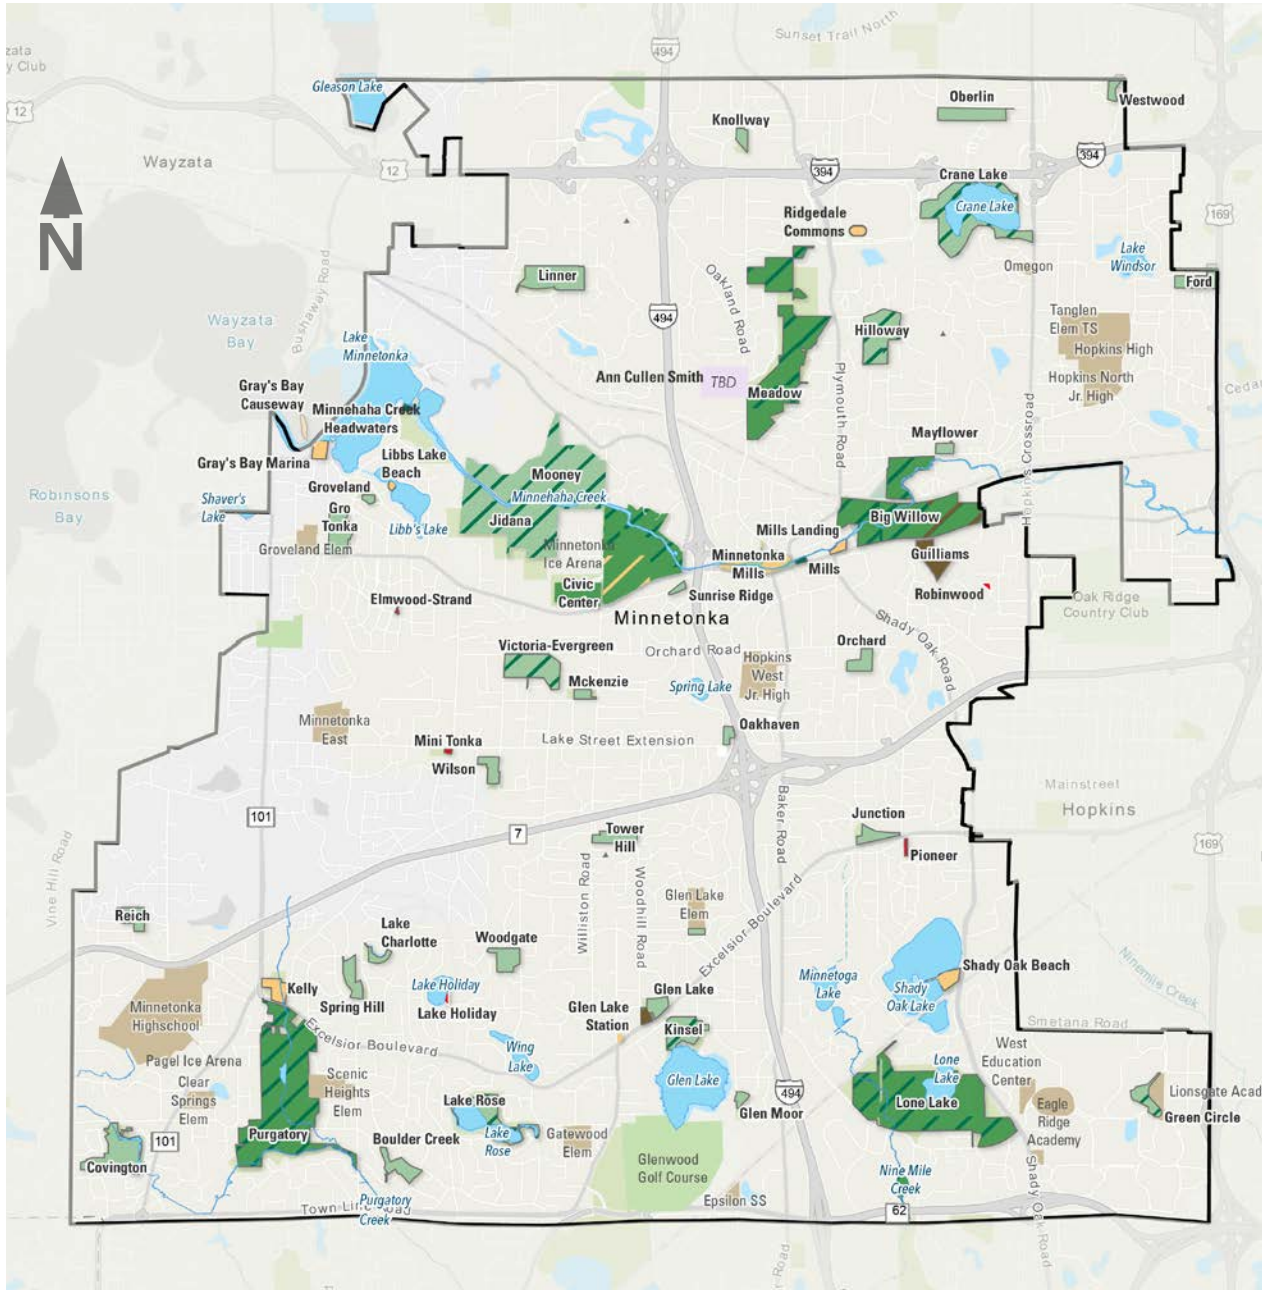 494
Sunset Trail North
zata
y Club
Gleason Lake
Oberlin
Westwood
12
Knollway
Wayzata
12
394
394
Crane Lake
Crane Lake
169
Ridgedale
Commons
Lake
Windsor
N
Oakland Road
Omegon
Linner
Ford
Bushaway Road
Wayzata
Bay
494
Hilloway
Tanglen
Elem TS
Hopkins High
Lake
Minnetonka
Hopkins North
Jr. High
Ann Cullen Smith
TBD
Meadow
Plymouth Road
Cedar
Gray's Bay
Causeway
Minnehaha Creek
Headwaters
Hopkins Crossroad
Mayflower
Gray's Bay Marina
Libbs Lake
Beach
Mooney
Robinsons
Bay
Shaver's
Lake
Groveland
Minnehaha Creek
Gro
Tonka
Libb's Lake
Jidana
Big Willow
Mills Landing
Groveland Elem
Minnetonka
Ice Arena
Minnetonka
Mills
Mills
Guilliams
Civic
Center
Sunrise Ridge
Robinwood
Elmwood-Strand
Minnetonka
Oak Ridge
Country Club
Shady Oak Road
Victoria-Evergreen
Orchard Road
Orchard
Hopkins
West
Jr. High
Mckenzie
Spring Lake
Minnetonka
East
Oakhaven
Mini Tonka
Lake Street Extension
Wilson
Mainstreet
Hopkins
101
Baker Road
7
Tower
Hill
Junction
169
Pioneer
Vine Hill Road
Williston Road
Woodhill Road
Glen Lake
Elem
Excelsior Boulevard
Reich
Lake
Charlotte
Woodgate
Ninemile Creek
Shady Oak Beach
Minnetoga
Lake
Shady
Oak Lake
Kelly
Lake Holiday
Lake Holiday
Spring Hill
Glen Lake
Glen Lake
Station
Minnetonka
Highschool
Kinsel
Smetana Road
Excelsior Boulevard
Wing
Lake
West
Education
Center
Lone
Lake
Pagel Ice Arena
Clear
Springs
Elem
Scenic
Heights
Elem
Glen Lake
494
Lone Lake
Lionsgate Acad
Green Circle
Lake Rose
Glen Moor
Eagle
Ridge
Academy
Lake
Rose
Gatewood
Elem
101
Purgatory
Boulder Creek
Covington
Glenwood
Golf Course
Nine Mile
Creek
Shady Oak Road
Epsilon SS
Purgatory
Creek
Town Line Road
62
r Road